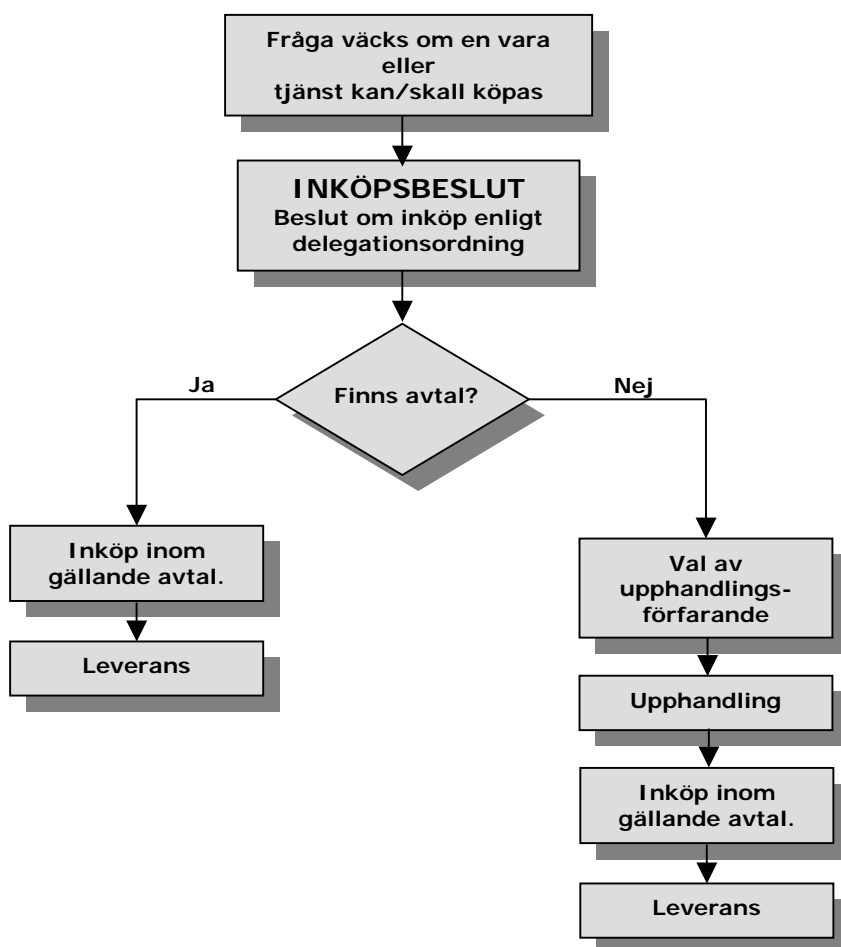 Fråga väcks om en vara
eller
tjänst kan/skall köpas
INKÖPSBESLUT
Beslut om inköp enligt
delegationsordning
Finns avtal?
Ja
Nej
Inköp inom
gällande avtal.
Leverans
Val av
upphandlings-
förfarande
Upphandling
Inköp inom
gällande avtal.
Leverans